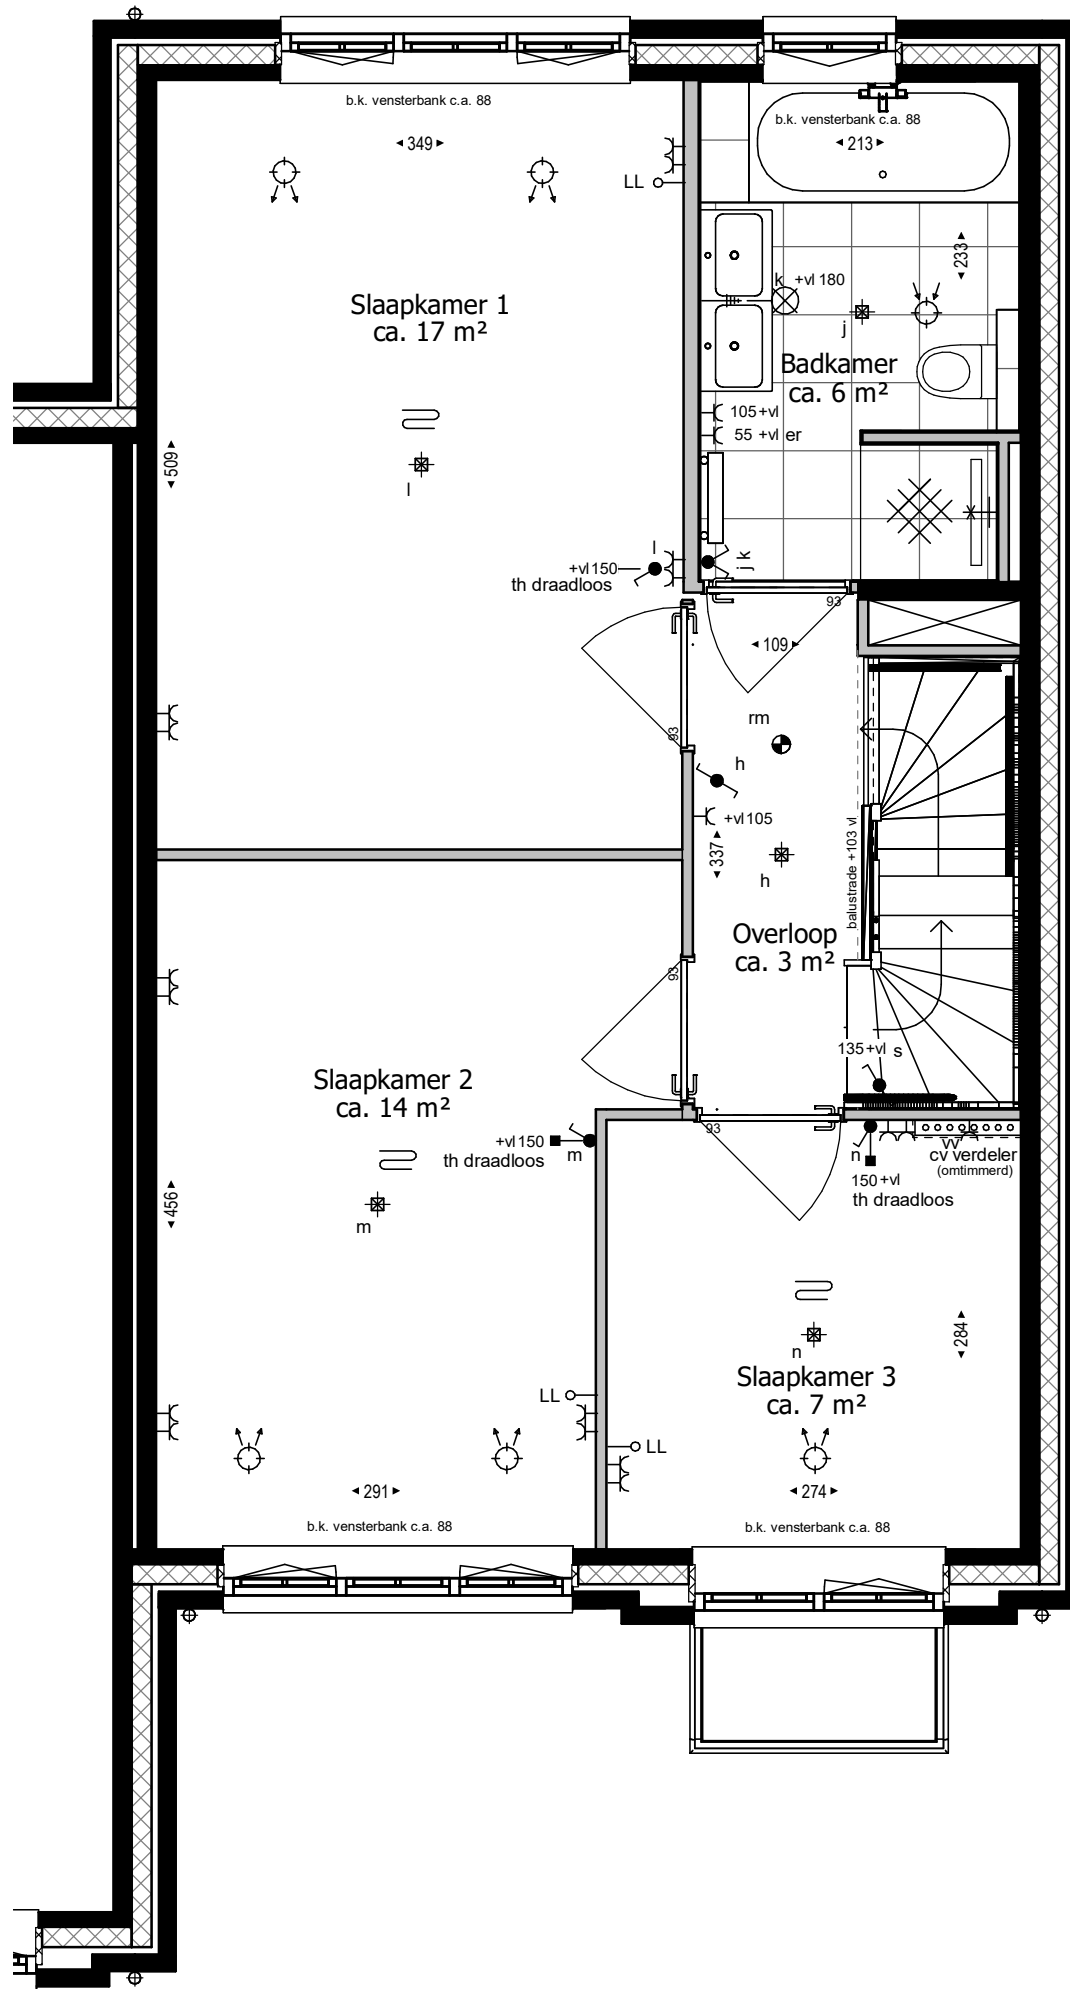 b.k. vensterbank c.a. 88
349
LL
b.k. vensterbank c.a. 88
213
233
k +vl 180
j
Slaapkamer 1
ca. 17 m²
Badkamer
ca. 6 m²
105+vl
55 +vl er
509
l
l
+vl 150
th draadloos
j k
93
93
109
rm
h
+vl 105
337
h
balustrade +103 vl
Overloop
ca. 3 m²
93
135+vl s
Slaapkamer 2
ca. 14 m²
+vl 150
th draadloos
m
93
n
vv
cv verdeler
(omtimmerd)
150+vl
th draadloos
456
m
n
284
Slaapkamer 3
ca. 7 m²
LL
LL
291
274
b.k. vensterbank c.a. 88
b.k. vensterbank c.a. 88